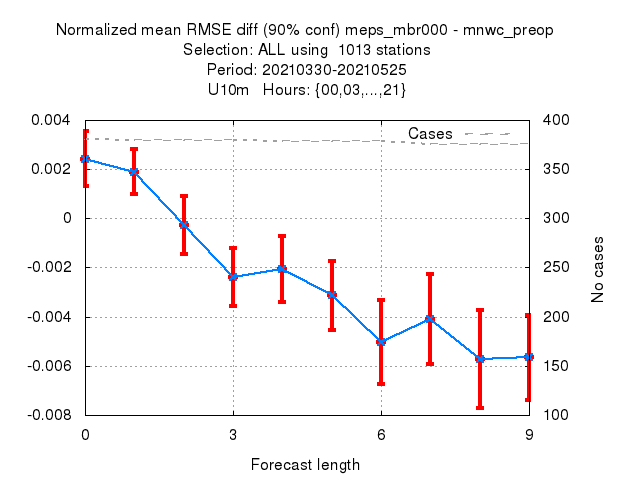 Normalized mean RMSE diff (90% conf) meps_mbr000 - mnwc_preop
Selection: ALL using  1013 stations
Period: 20210330-20210525
U10m   Hours: {00,03,...,21}
Cases
0.004
0.002
0
-0.002
-0.004
-0.006
-0.008
400
350
300
250
200
150
100
No cases
0 3 6 9
Forecast length